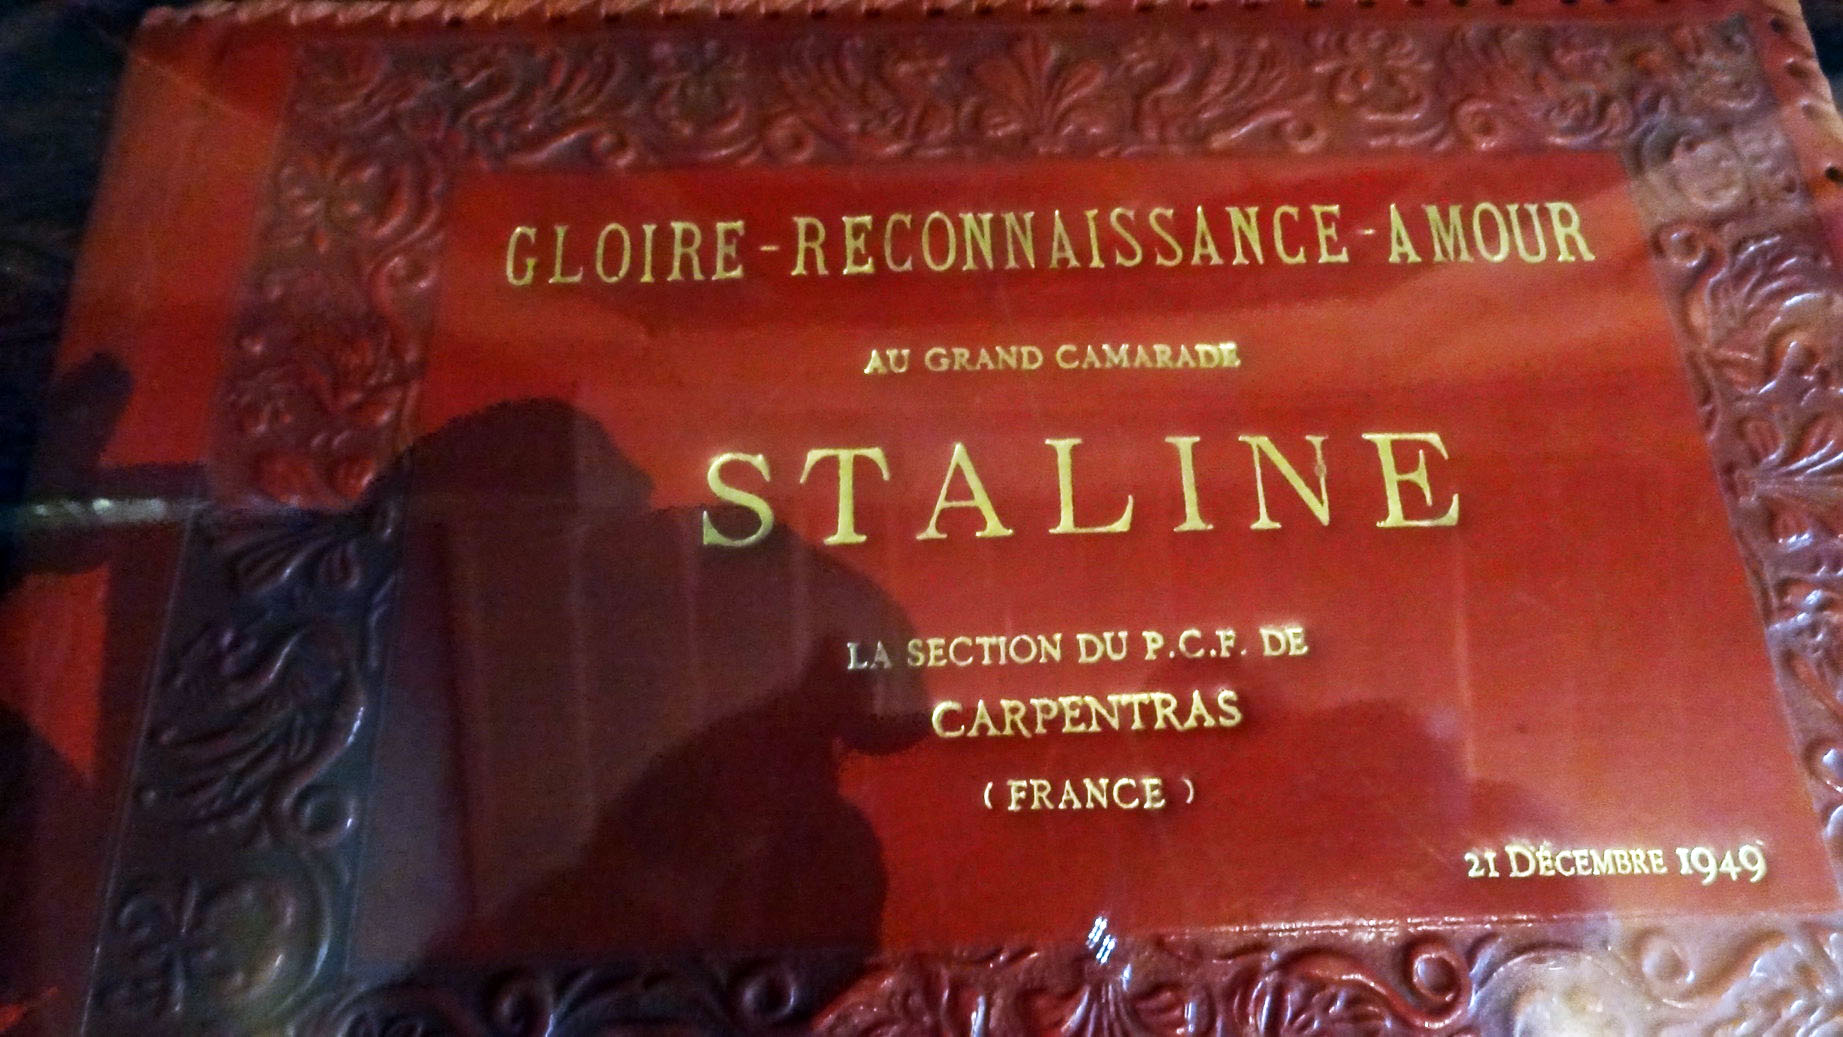 GLOIRE-RECONNAISSANCE-AMOUR
AU GRAND CAMARADE
STALINE
LA SECTION DU P.C.F. DE
CARPENTRAS
(FRANCE)
21 DÉCEMBRE 1949